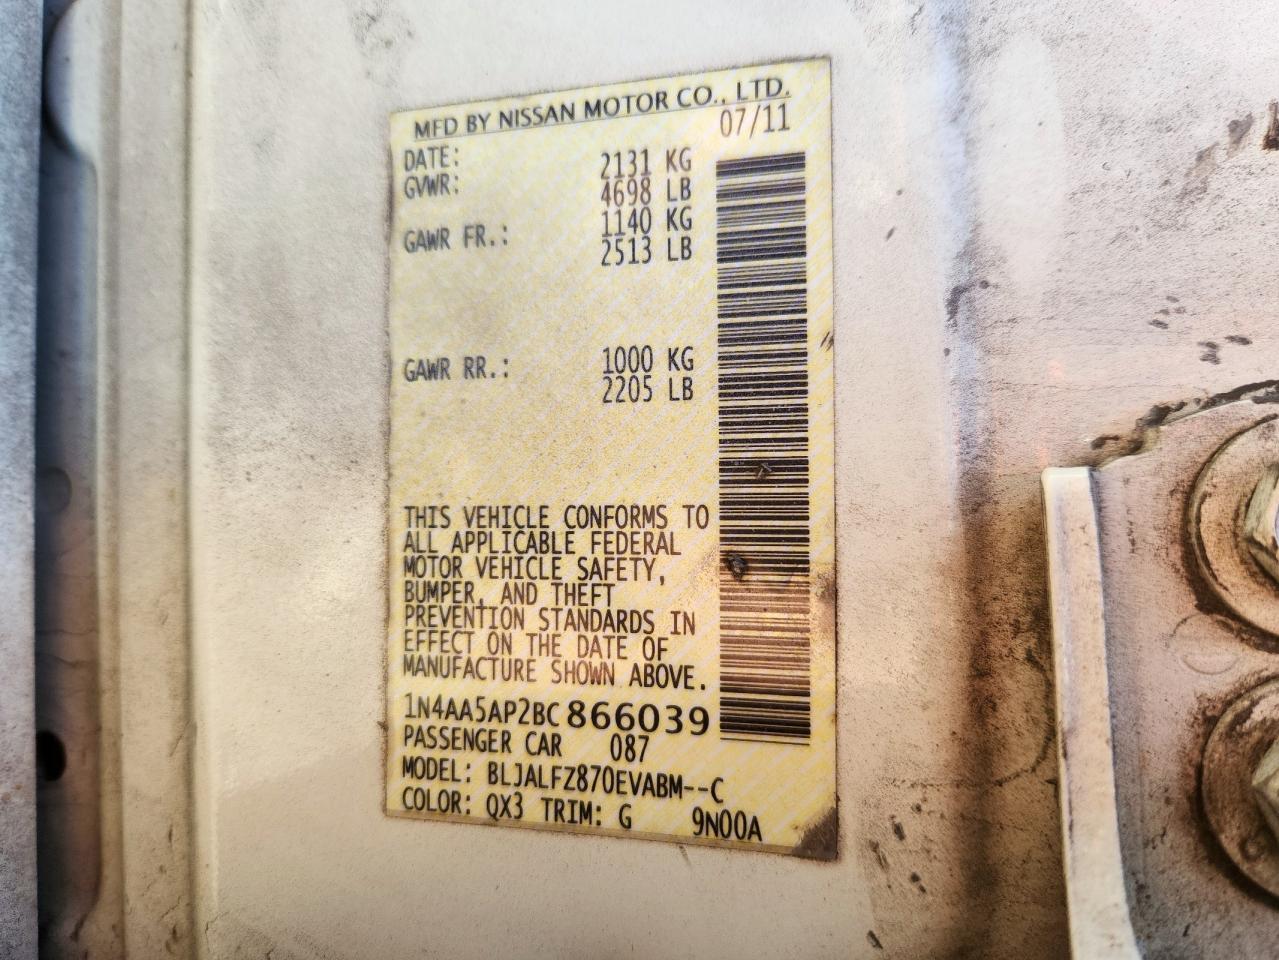 MFD BY NISSAN MOTOR CO., LTD.
DATE: 07/11
GVWR: 2131 KG
4698 LB
GAWR FR.: 1140 KG
2513 LB
GAWR RR.: 1000 KG
2205 LB
THIS VEHICLE CONFORMS TO
ALL APPLICABLE FEDERAL
MOTOR VEHICLE SAFETY,
BUMPER, AND THEFT
PREVENTION STANDARDS IN
EFFECT ON THE DATE OF
MANUFACTURE SHOWN ABOVE.
1N4AA5AP2BC866039
PASSENGER CAR 087
MODEL: BLJALFZ870EVABM--C
COLOR: QX3 TRIM: G 9N00A